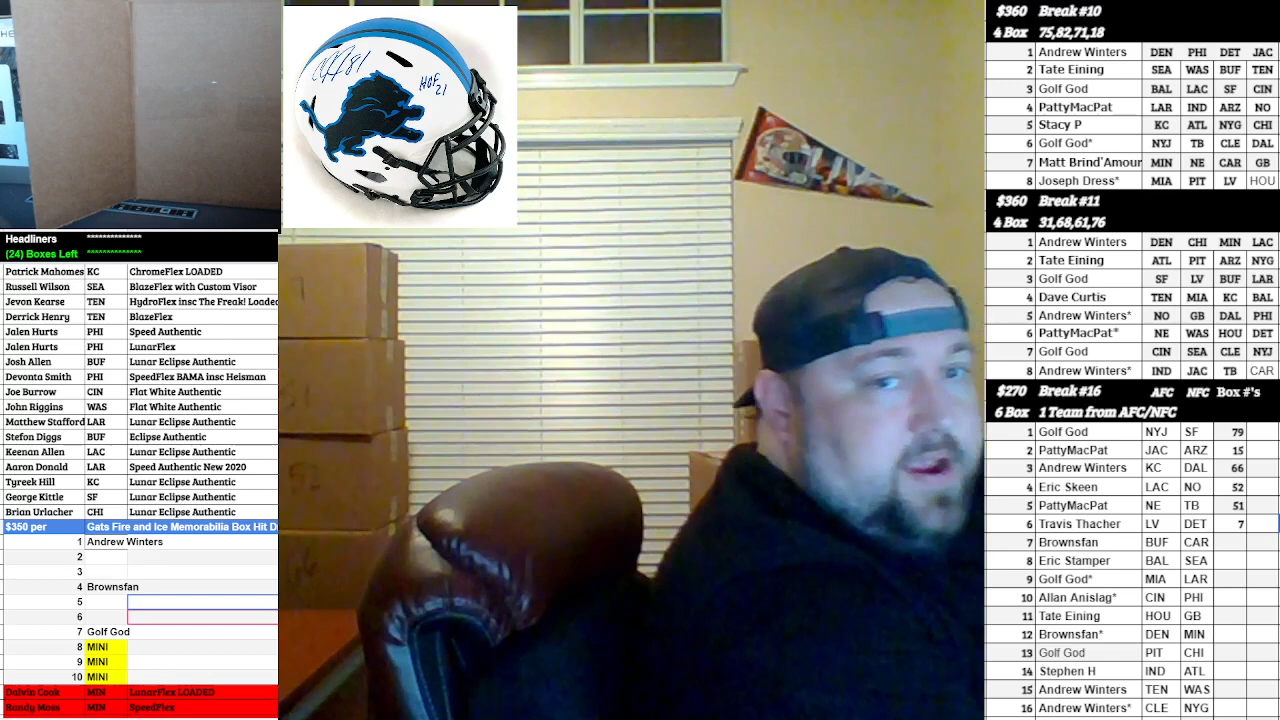 Headliners **************
(24) Boxes Left **************
Patrick Mahomes KC ChromeFlex LOADED
Russell Wilson SEA BlazeFlex with Custom Visor
Jevon Kearse TEN HydroFlex insc The Freak! Loaded
Derrick Henry TEN BlazeFlex
Jalen Hurts PHI Speed Authentic
Jalen Hurts PHI LunarFlex
Josh Allen BUF Lunar Eclipse Authentic
Devonta Smith PHI SpeedFlex BAMA insc Heisman
Joe Burrow CIN Flat White Authentic
John Riggins WAS Flat White Authentic
Matthew Stafford LAR Lunar Eclipse Authentic
Stefon Diggs BUF Eclipse Authentic
Keenan Allen LAC Lunar Eclipse Authentic
Aaron Donald LAR Speed Authentic New 2020
Tyreek Hill KC Lunar Eclipse Authentic
George Kittle SF Lunar Eclipse Authentic
Brian Urlacher CHI Lunar Eclipse Authentic
$350 per Gats Fire and Ice Memorabilia Box Hit D
1 Andrew Winters
2
3
4 Brownsfan
5
6
7 Golf God
8 MINI
9 MINI
10 MINI
Dalvin Cook MIN LunarFlex LOADED
Randy Moss MIN SpeedFlex
81
HOF 21
$360 Break #10
4 Box 75,82,71,18
1 Andrew Winters DEN PHI DET JAC
2 Tate Eining SEA WAS BUF TEN
3 Golf God BAL LAC SF CIN
4 PattyMacPat LAR IND ARZ NO
5 Stacy P KC ATL NYG CHI
6 Golf God* NYJ TB CLE DAL
7 Matt Brind'Amour MIN NE CAR GB
8 Joseph Dress* MIA PIT LV HOU
$360 Break #11
4 Box 31,68,61,76
1 Andrew Winters DEN CHI MIN LAC
2 Tate Eining ATL PIT ARZ NYG
3 Golf God SF LV BUF LAR
4 Dave Curtis TEN MIA KC BAL
5 Andrew Winters* NO GB DAL PHI
6 PattyMacPat* NE WAS HOU DET
7 Golf God CIN SEA CLE NYJ
8 Andrew Winters* IND JAC TB CAR
$270 Break #16 AFC NFC Box #'s
6 Box 1 Team from AFC/NFC
1 Golf God NYJ SF 79
2 PattyMacPat JAC ARZ 15
3 Andrew Winters KC DAL 66
4 Eric Skeen LAC NO 52
5 PattyMacPat NE TB 51
6 Travis Thacher LV DET 7
7 Brownsfan BUF CAR
8 Eric Stamper BAL SEA
9 Golf God* MIA LAR
10 Allan Anislag* CIN PHI
11 Tate Eining HOU GB
12 Brownsfan* DEN MIN
13 Golf God PIT CHI
14 Stephen H IND ATL
15 Andrew Winters TEN WAS
16 Andrew Winters* CLE NYG